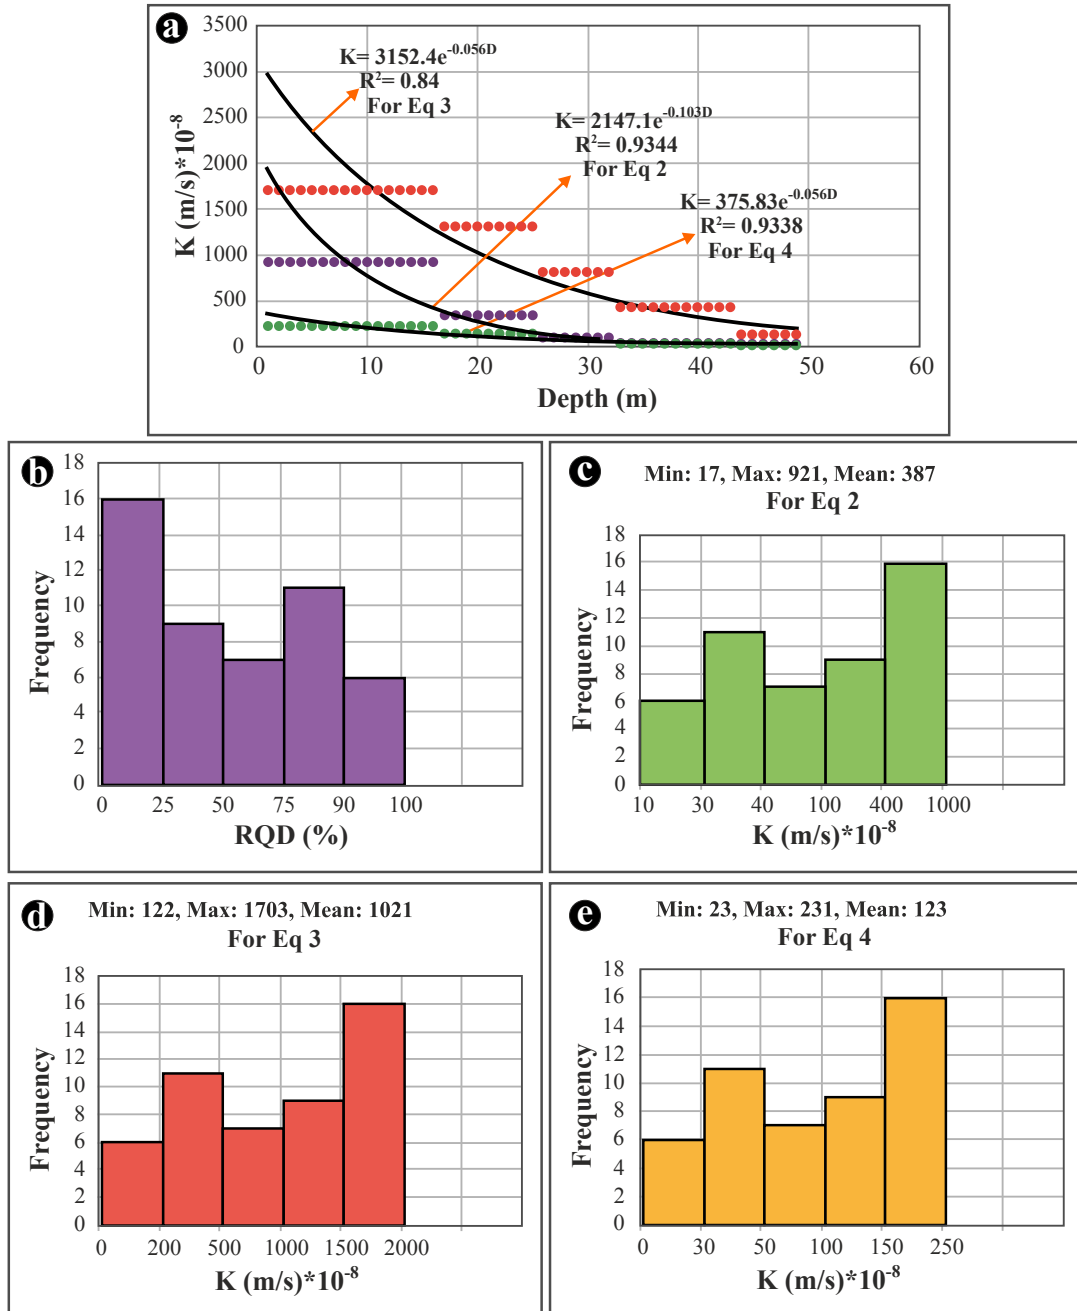 a
3500
3000
2500
2000
1500
1000
500
0
K (m/s)*10-8
K= 3152.4e-0.056D
R2= 0.84
For Eq 3
K= 2147.1e-0.103D
R2= 0.9344
For Eq 2
K= 375.83e-0.056D
R2= 0.9338
For Eq 4
0 10 20 30 40 50 60
Depth (m)
b
18
16
14
12
10
8
6
4
2
0
Frequency
0 25 50 75 90 100
RQD (%)
c
Min: 17, Max: 921, Mean: 387
For Eq 2
18
16
14
12
10
8
6
4
2
0
Frequency
10 30 40 100 400 1000
K (m/s)*10-8
d
Min: 122, Max: 1703, Mean: 1021
For Eq 3
18
16
14
12
10
8
6
4
2
0
Frequency
0 200 500 1000 1500 2000
K (m/s)*10-8
e
Min: 23, Max: 231, Mean: 123
For Eq 4
18
16
14
12
10
8
6
4
2
0
Frequency
0 30 50 100 150 250
K (m/s)*10-8